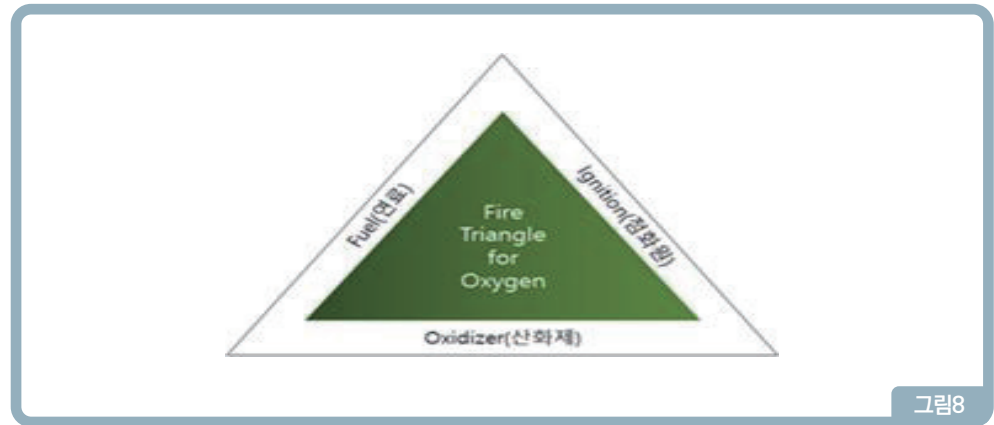 Fuel(연료)
Ignition(점화원)
Fire
Triangle
for
Oxygen
Oxidizer(산화제)
그림8